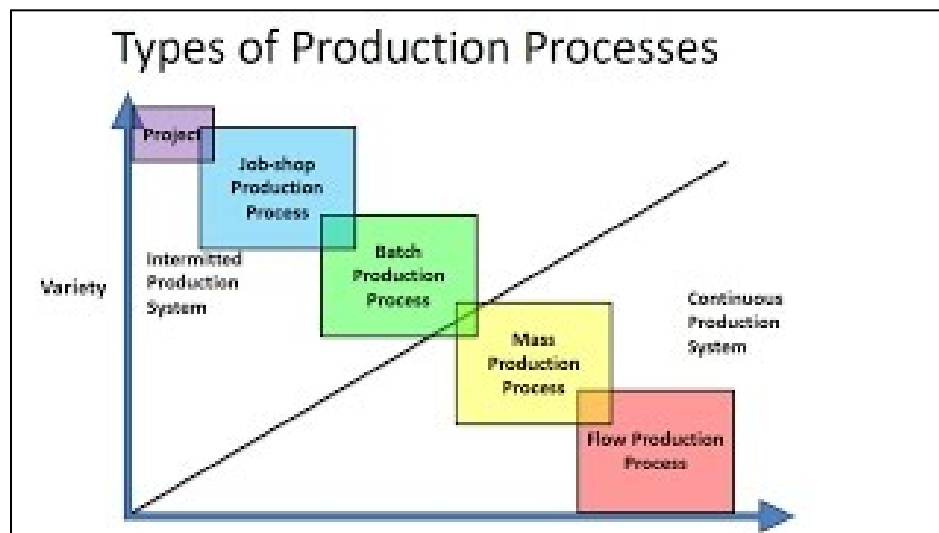 Types of Production Processes
Project
Job-shop
Production
Process
Batch
Production
Process
Intermitted
Production
System
Variety
Continuous
Production
System
Mass
Production
Process
Flow Production
Process